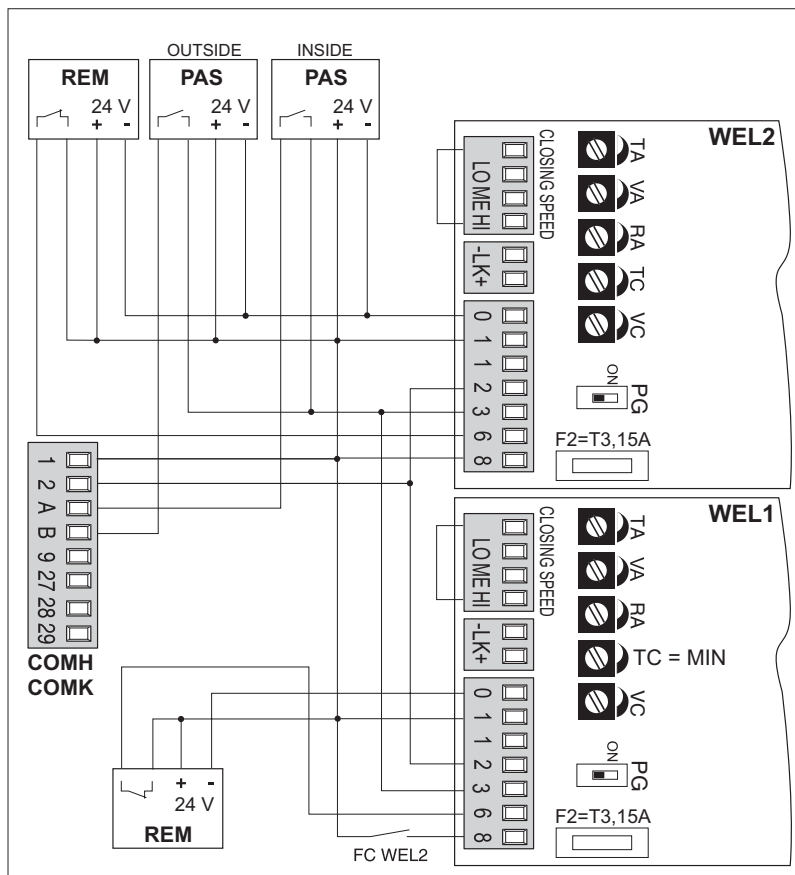 OUTSIDE
INSIDE
REM
24 V
+ -
PAS
24 V
+ -
PAS
24 V
+ -
WEL2
CLOSING SPEED
LO ME HI
-LK+
0
1
1
2
3
6
8
TA
VA
RA
TC
VC
ON
PG
F2=T3,15A
1
2
A
B
9
27
28
29
COMH
COMK
WEL1
CLOSING SPEED
LO ME HI
-LK+
0
1
1
2
3
6
8
TA
VA
RA
TC = MIN
VC
ON
PG
F2=T3,15A
+ -
24 V
REM
FC WEL2